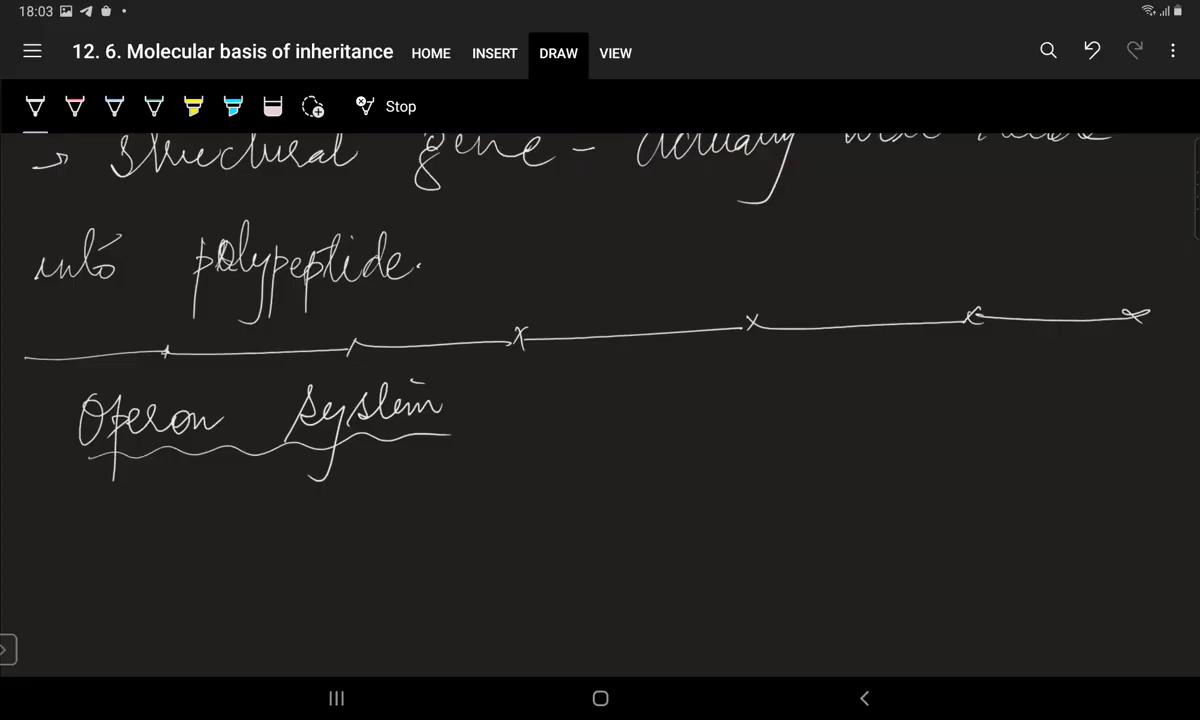 18:03
12. 6. Molecular basis of inheritance HOME INSERT DRAW VIEW
Stop
→ structural gene - actually
into polypeptide.
Operon system